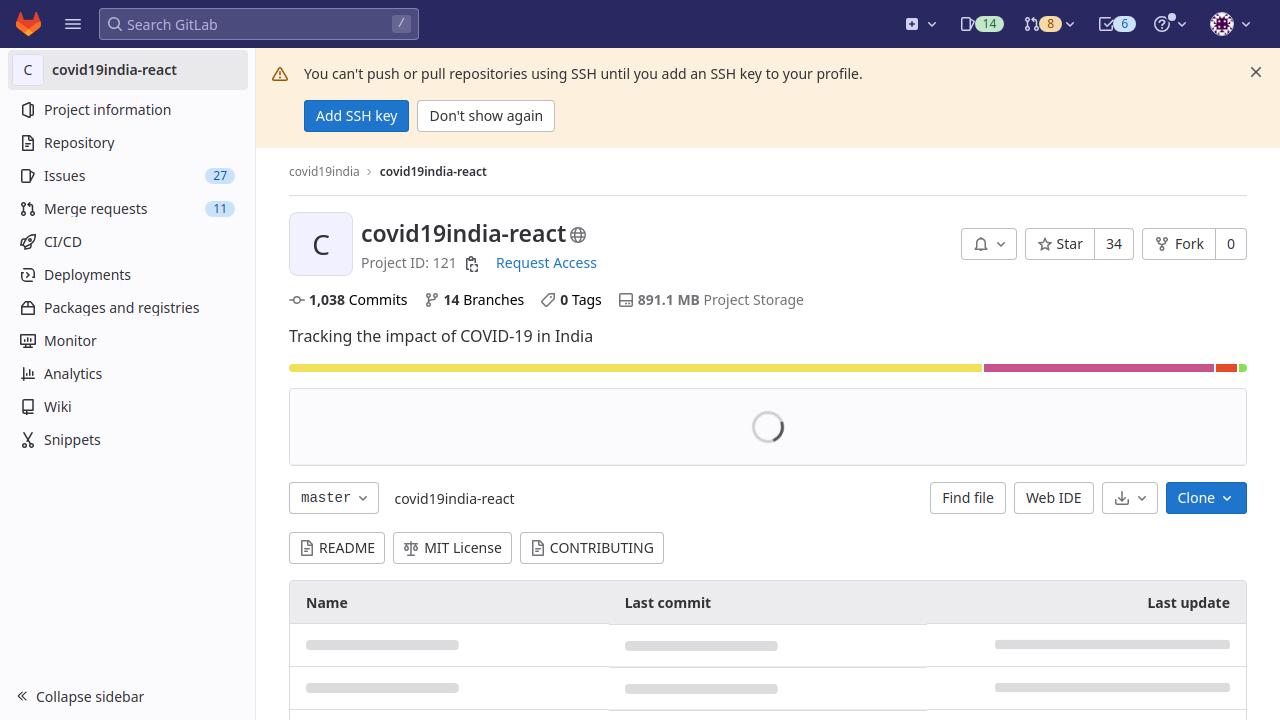 Search GitLab
/
14
8
6
C
covid19india-react
Project information
Repository
Issues
27
Merge requests
11
CI/CD
Deployments
Packages and registries
Monitor
Analytics
Wiki
Snippets
Collapse sidebar
You can't push or pull repositories using SSH until you add an SSH key to your profile.
Add SSH key
Don't show again
covid19india
covid19india-react
C
covid19india-react
Project ID: 121
Request Access
Star
34
Fork
0
1,038 Commits
14 Branches
0 Tags
891.1 MB Project Storage
Tracking the impact of COVID-19 in India
master
covid19india-react
Find file
Web IDE
Clone
README
MIT License
CONTRIBUTING
Name
Last commit
Last update